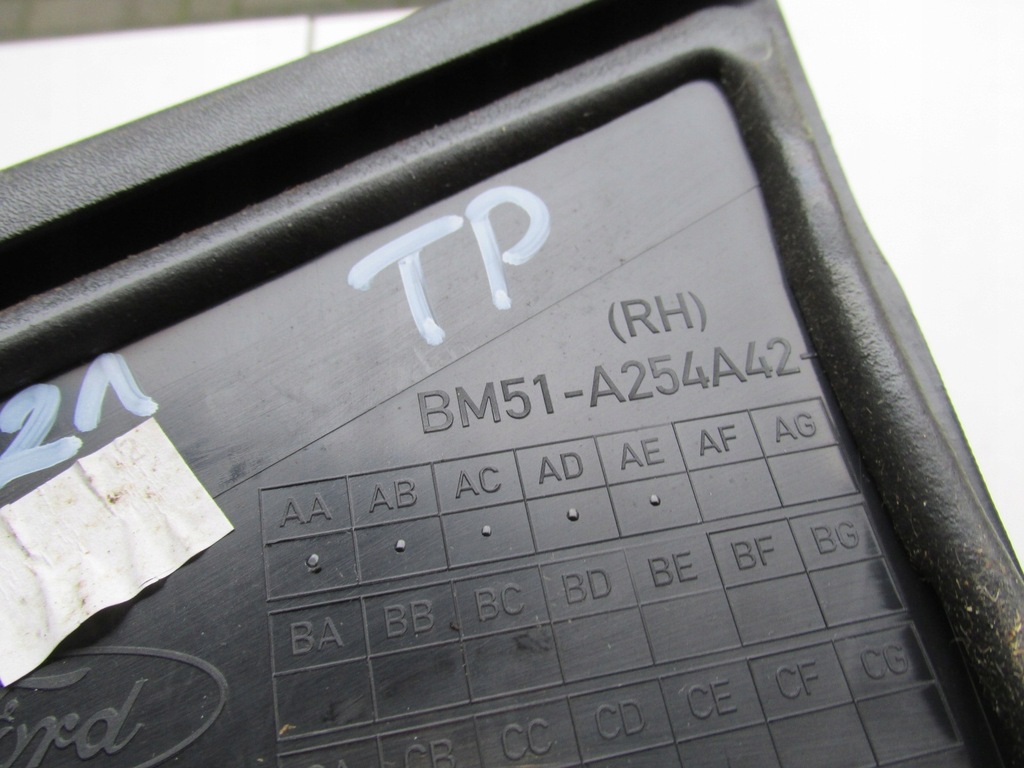 TP
21
(RH)
BM51-A254A42-
AA AB AC AD AE AF AG
BA BB BC BD BE BF BG
CB CC CD CE CF CG
Ford